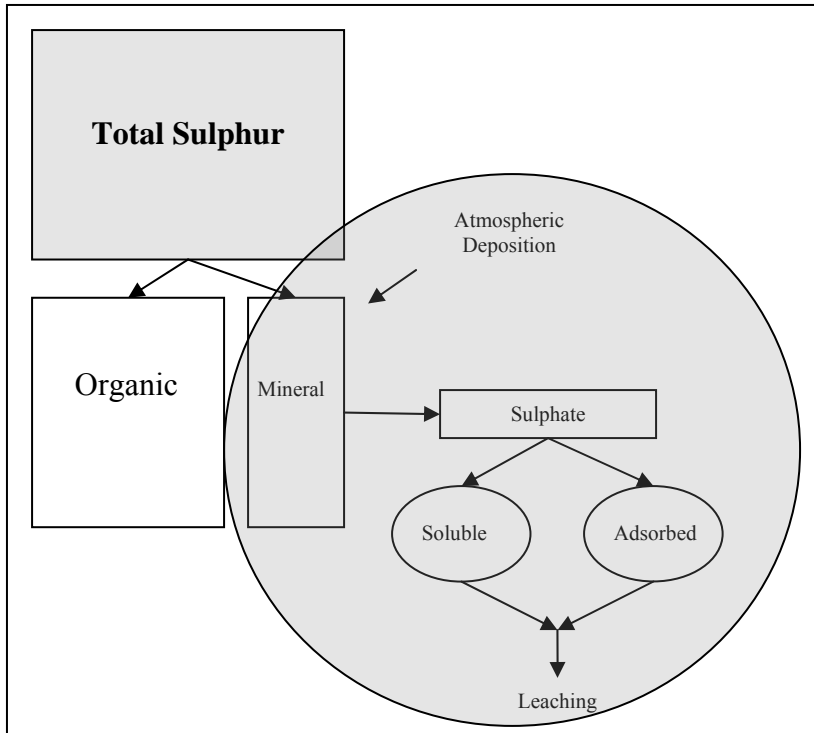 Total Sulphur
Atmospheric
Deposition
Organic
Mineral
Sulphate
Soluble
Adsorbed
Leaching